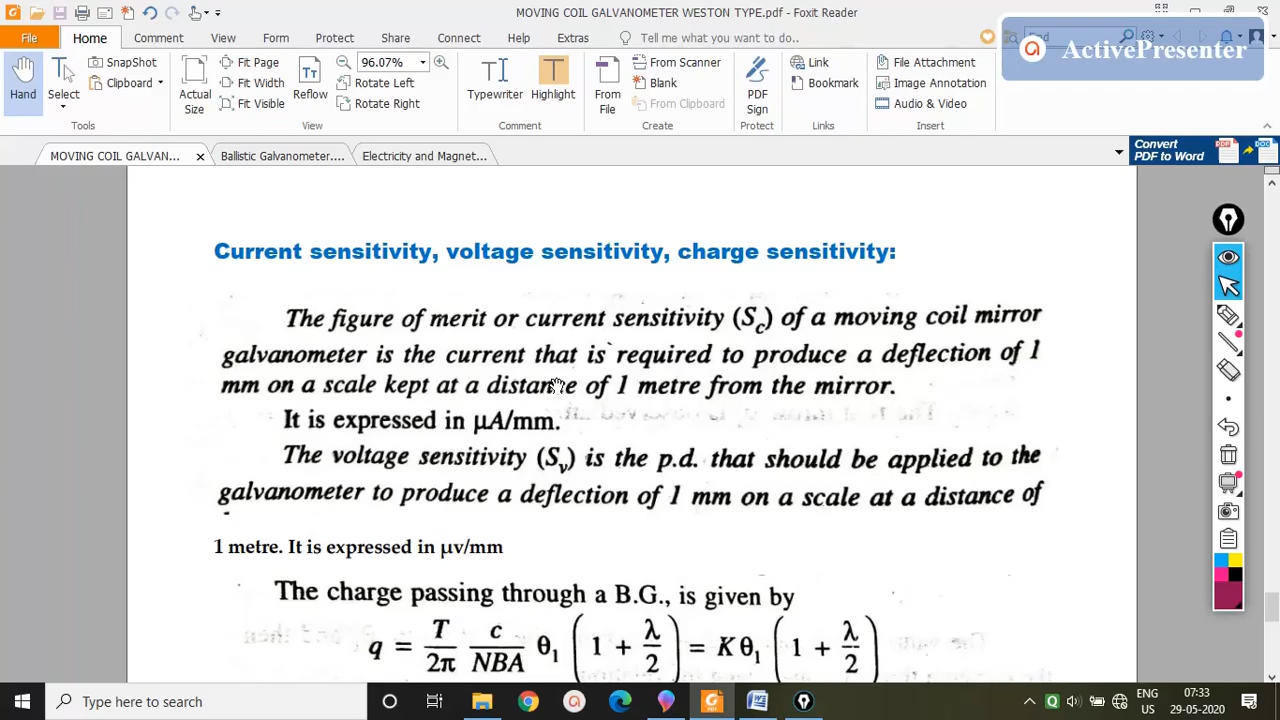 MOVING COIL GALVANOMETER WESTON TYPE.pdf - Foxit Reader
File Home Comment View Form Protect Share Connect Help Extras Tell me what you want to do...
ActivePresenter
Hand
Select
SnapShot
Clipboard
Tools
Actual Size
Fit Page
Fit Width
Fit Visible
Reflow
96.07%
Rotate Left
Rotate Right
View
Typewriter
Highlight
Comment
From File
From Scanner
Blank
From Clipboard
Create
PDF Sign
Protect
Link
Bookmark
Links
File Attachment
Image Annotation
Audio & Video
Insert
MOVING COIL GALVAN... Ballistic Galvanometer.... Electricity and Magnet...
Convert
PDF to Word
Current sensitivity, voltage sensitivity, charge sensitivity:
The figure of merit or current sensitivity (Sc) of a moving coil mirror
galvanometer is the current that is required to produce a deflection of 1
mm on a scale kept at a distance of 1 metre from the mirror.
It is expressed in μA/mm.
The voltage sensitivity (Sv) is the p.d. that should be applied to the
galvanometer to produce a deflection of 1 mm on a scale at a distance of
1 metre. It is expressed in μv/mm
The charge passing through a B.G., is given by
q = T/2π c/NBA θ1 (1 + λ/2) = Kθ1 (1 + λ/2)
Type here to search
ENG
US
07:33
29-05-2020